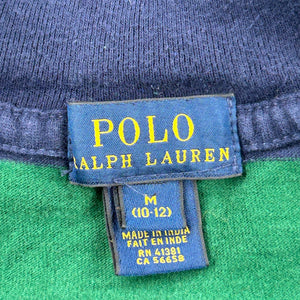 POLO
RALPH LAUREN
M
(10-12)
MADE IN INDIA
FAIT EN INDE
RN 41381
CA 56658